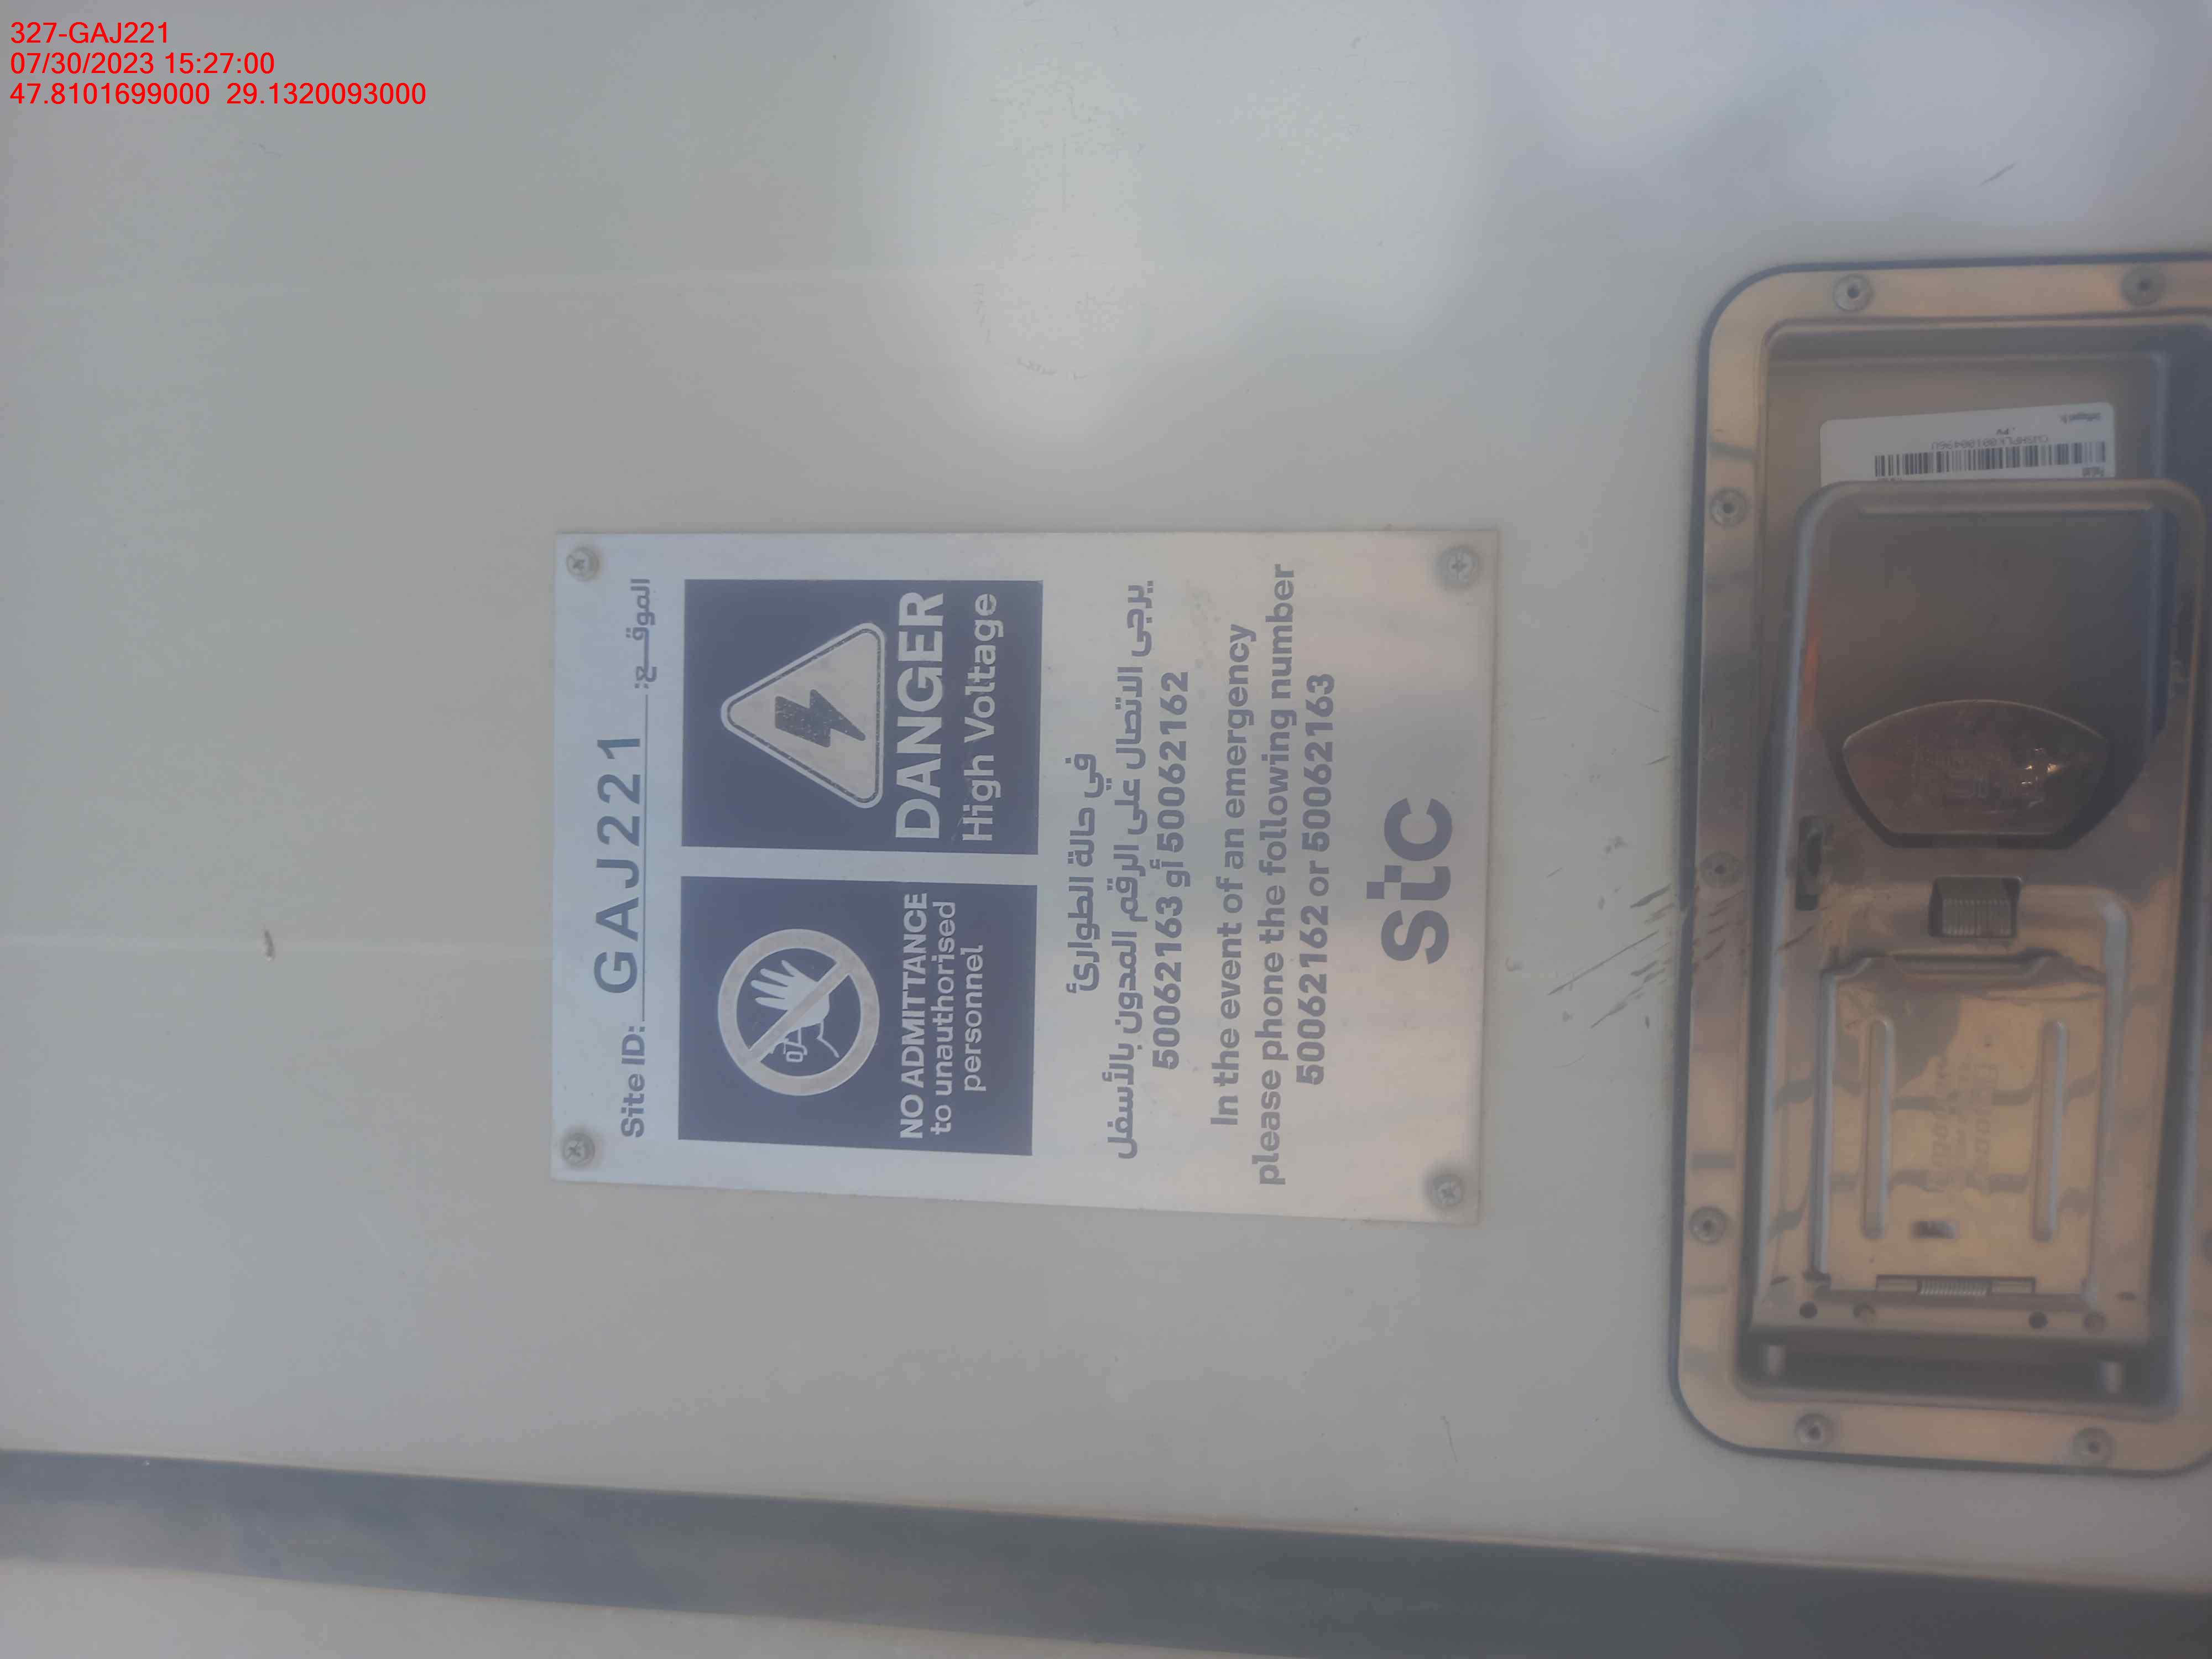 327-GAJ221
07/30/2023 15:27:00
47.8101699000 29.1320093000
Site ID: GAJ221 الموقــع:
NO ADMITTANCE
to unauthorised
personnel
DANGER
High Voltage
في حالة الطوارئ
يرجى الاتصال على الرقم المدون بالأسفل
50062163 أو 50062162
In the event of an emergency
please phone the following number
50062162 or 50062163
stc